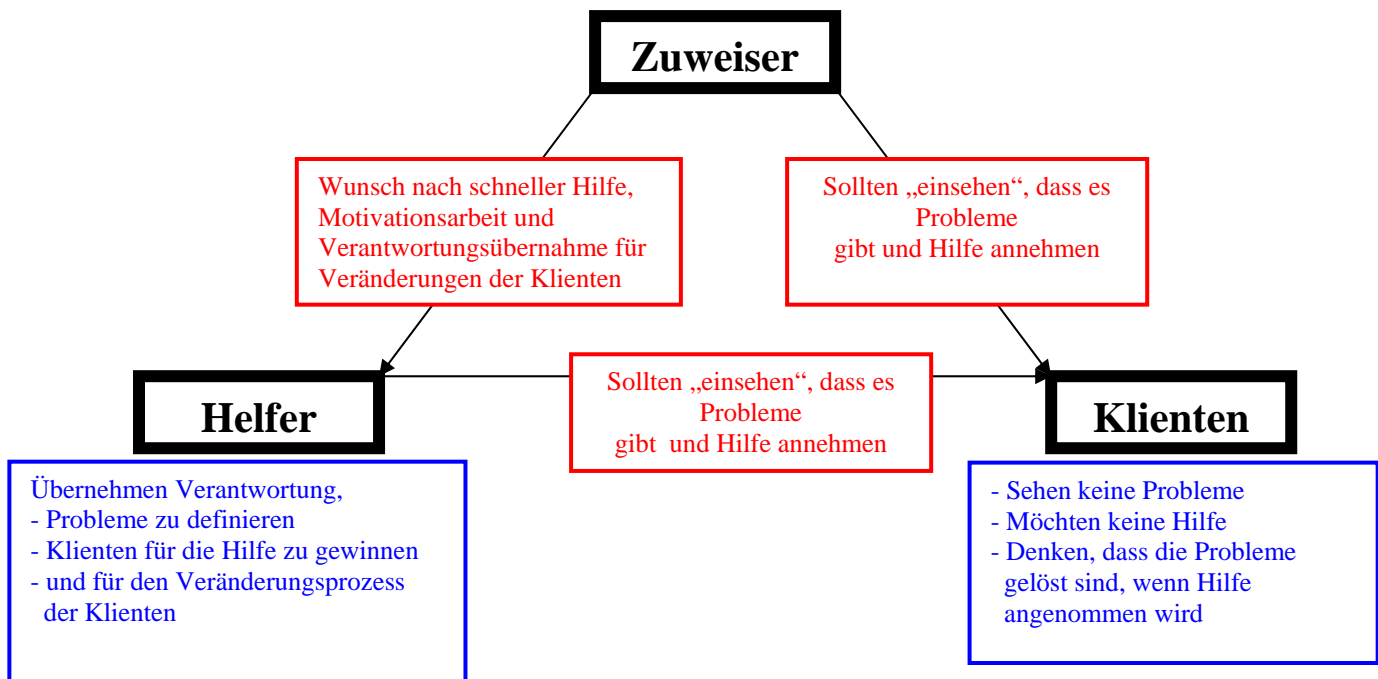 Zuweiser
Wunsch nach schneller Hilfe,
Motivationsarbeit und
Verantwortungsübernahme für
Veränderungen der Klienten
Sollten „einsehen“, dass es
Probleme
gibt und Hilfe annehmen
Sollten „einsehen“, dass es
Probleme
gibt  und Hilfe annehmen
Helfer
Klienten
Übernehmen Verantwortung,
- Probleme zu definieren
- Klienten für die Hilfe zu gewinnen
- und für den Veränderungsprozess
der Klienten
- Sehen keine Probleme
- Möchten keine Hilfe
- Denken, dass die Probleme
gelöst sind, wenn Hilfe
angenommen wird